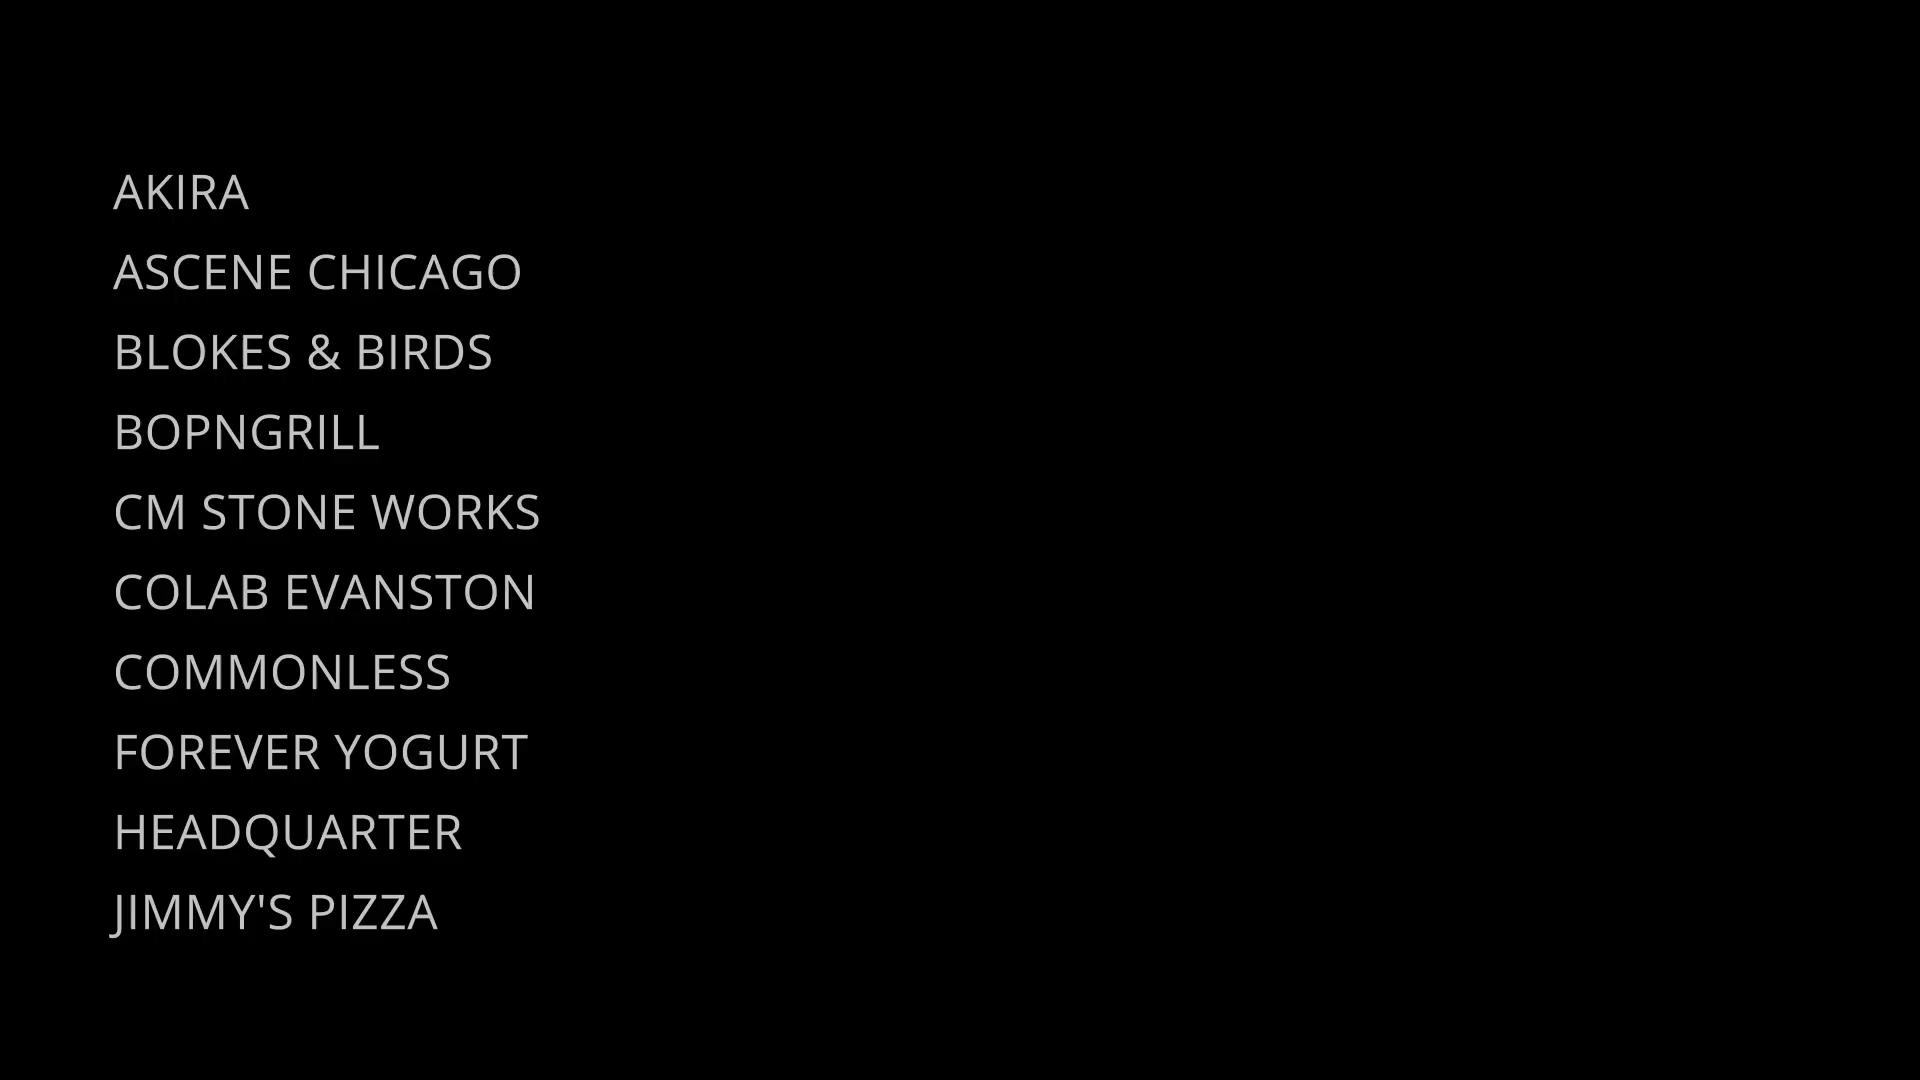 AKIRA
ASCENE CHICAGO
BLOKES & BIRDS
BOPNGRILL
CM STONE WORKS
COLAB EVANSTON
COMMONLESS
FOREVER YOGURT
HEADQUARTER
JIMMY'S PIZZA